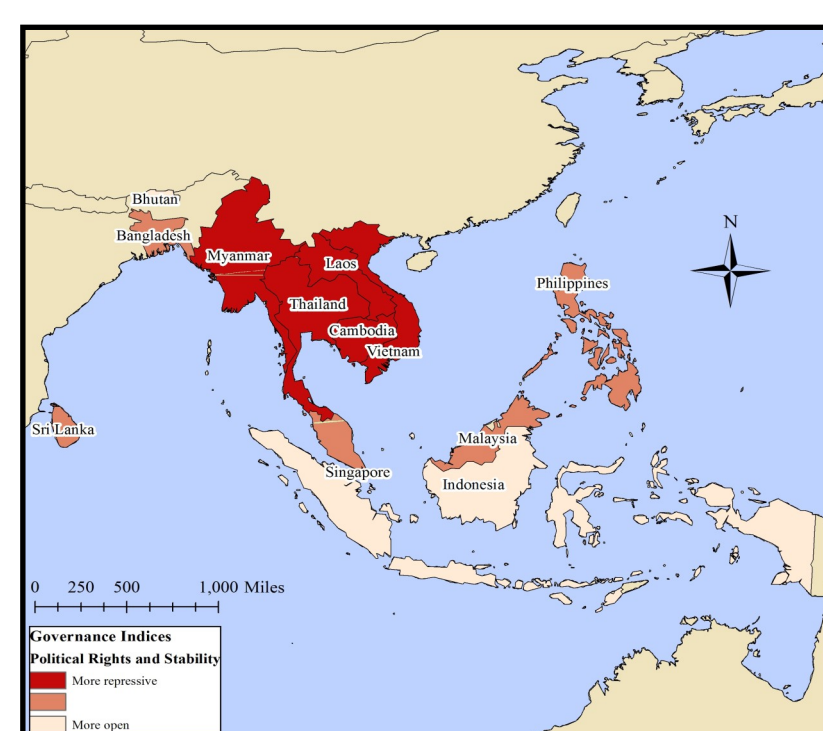 Bhutan
Bangladesh
Myanmar
Laos
Thailand
Cambodia
Vietnam
N
Philippines
Sri Lanka
Malaysia
Singapore
Indonesia
0 250 500 1,000 Miles
Governance Indices
Political Rights and Stability
More repressive
More open